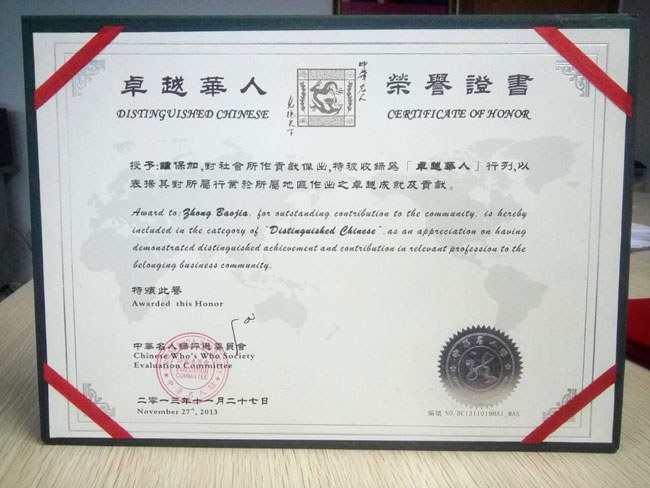 卓越華人
DISTINGUISHED CHINESE
榮譽證書
CERTIFICATE OF HONOR
授予:鐘保加,對社會所作貢獻傑出,特被收錄爲「卓越華人」行列,以
表揚其對所屬行業於所屬地區作出之卓越成就及貢獻。
Award to: Zhong Baojia, for outstanding contribution to the community, is hereby
included in the category of "Distinguished Chinese",as an appreciation on having
demonstrated distinguished achievement and contribution in relevant profession to the
belonging business community.
特頒此譽
Awarded this Honor
中華名人錄評選委員會
Chinese Who's Who Society
Evaluation Committee
COMMITTEE
二零一三年十一月二十七日
November 27th, 2013
編號 NO.DC13110190AI_MAS